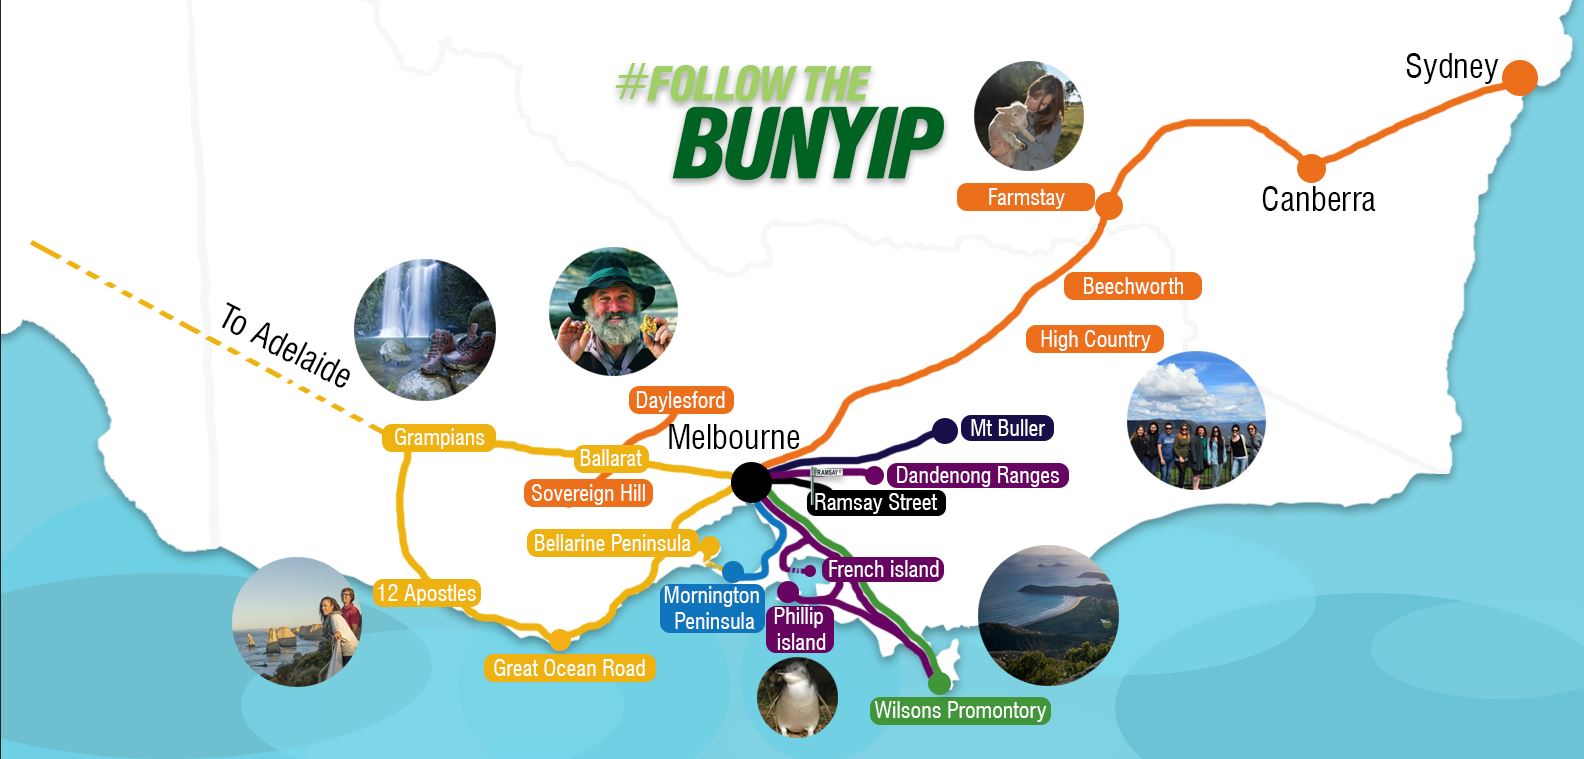 #FOLLOW THE
BUNYIP
Sydney
Canberra
Farmstay
Beechworth
High Country
To Adelaide
Daylesford
Melbourne
Grampians
Ballarat
Sovereign Hill
Mt Buller
Dandenong Ranges
RAMSAY ST
Ramsay Street
Bellarine Peninsula
French island
12 Apostles
Mornington
Peninsula
Phillip
island
Great Ocean Road
Wilsons Promontory